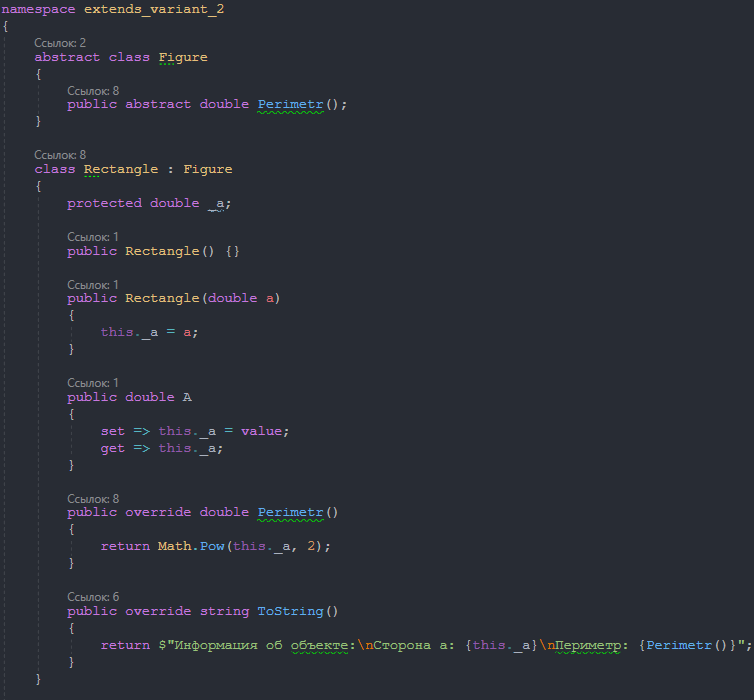 namespace extends_variant_2
{
Ссылок: 2
abstract class Figure
{
Ссылок: 8
public abstract double Perimetr();
}
Ссылок: 8
class Rectangle : Figure
{
protected double _a;
Ссылок: 1
public Rectangle() {}
Ссылок: 1
public Rectangle(double a)
{
this._a = a;
}
Ссылок: 1
public double A
{
set => this._a = value;
get => this._a;
}
Ссылок: 8
public override double Perimetr()
{
return Math.Pow(this._a, 2);
}
Ссылок: 6
public override string ToString()
{
return $"Информация об объекте:\nСторона a: {this._a}\nПериметр: {Perimetr()}";
}
}